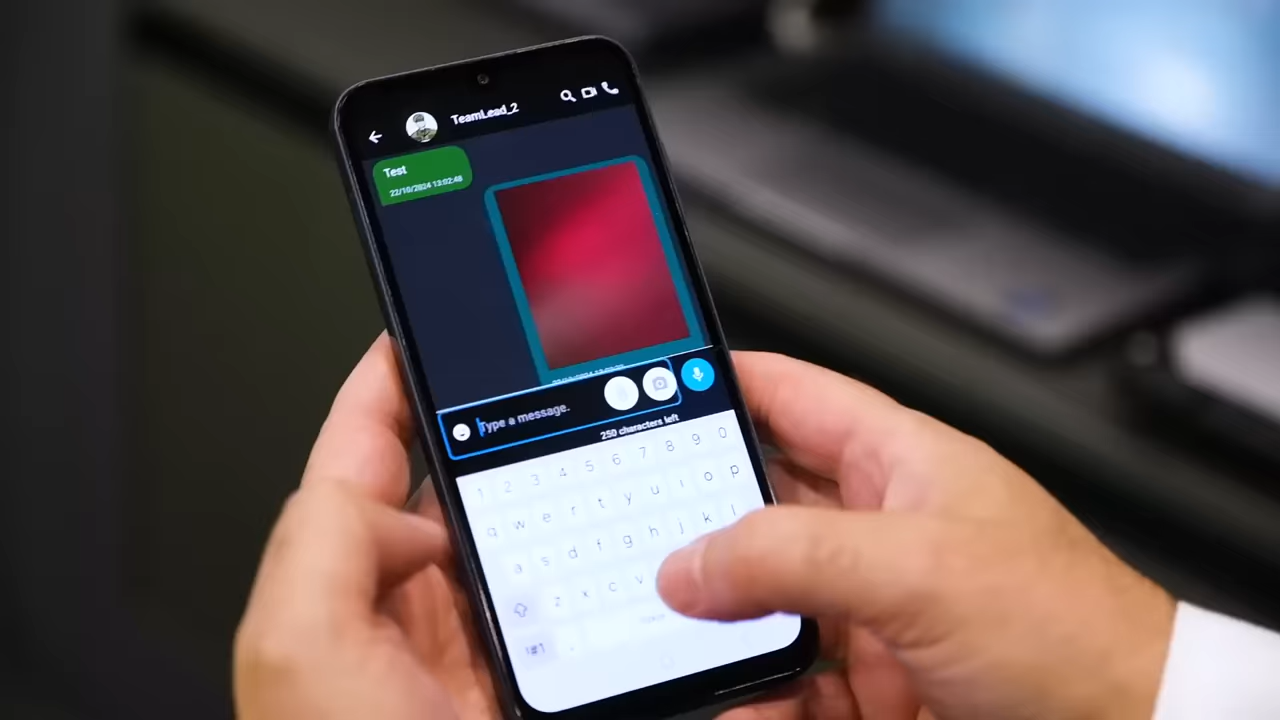 TeamLead_2
Test
22/10/2024 13:02:48
Type a message.
250 characters left
1 2 3 4 5 6 7 8 9 0
q w e r t y u i o p
a s d f g h j k l
z x c v
!#1